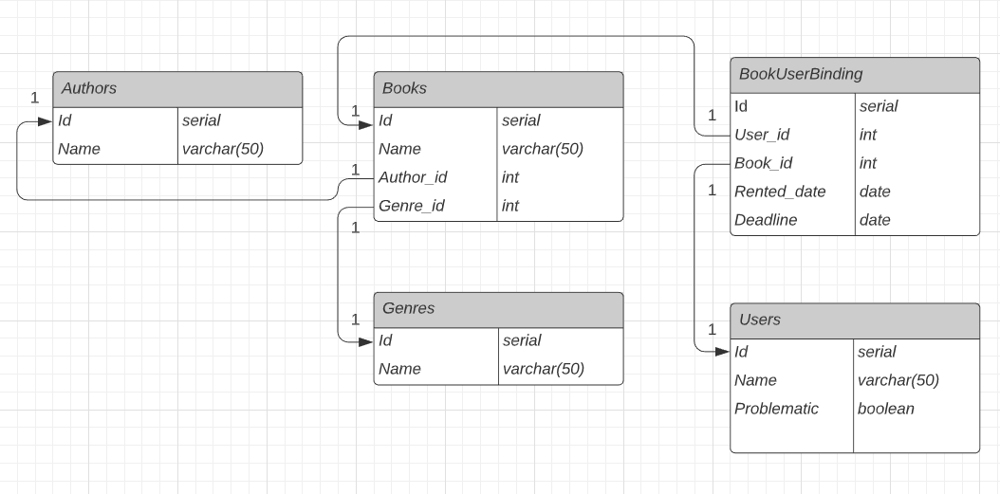 Authors
1
Id serial
Name varchar(50)
Books
1
Id serial
Name varchar(50)
1
Author_id int
Genre_id int
1
Genres
1
Id serial
Name varchar(50)
BookUserBinding
Id serial
1
User_id int
Book_id int
1
Rented_date date
Deadline date
Users
1
Id serial
Name varchar(50)
Problematic boolean